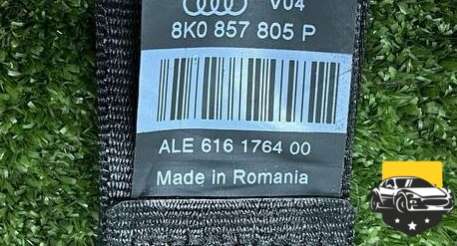 V04
8K0 857 805 P
ALE 616 1764 00
Made in Romania